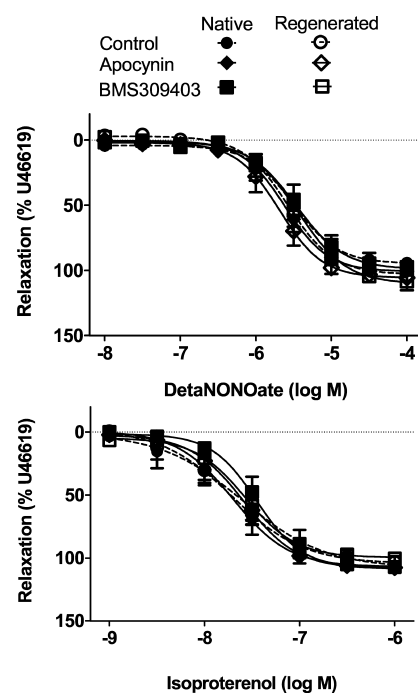 Native Regenerated
Control
Apocynin
BMS309403
Relaxation (% U46619)
0
50
100
150
-8 -7 -6 -5 -4
DetaNONOate (log M)
Relaxation (% U46619)
0
50
100
150
-9 -8 -7 -6
Isoproterenol (log M)